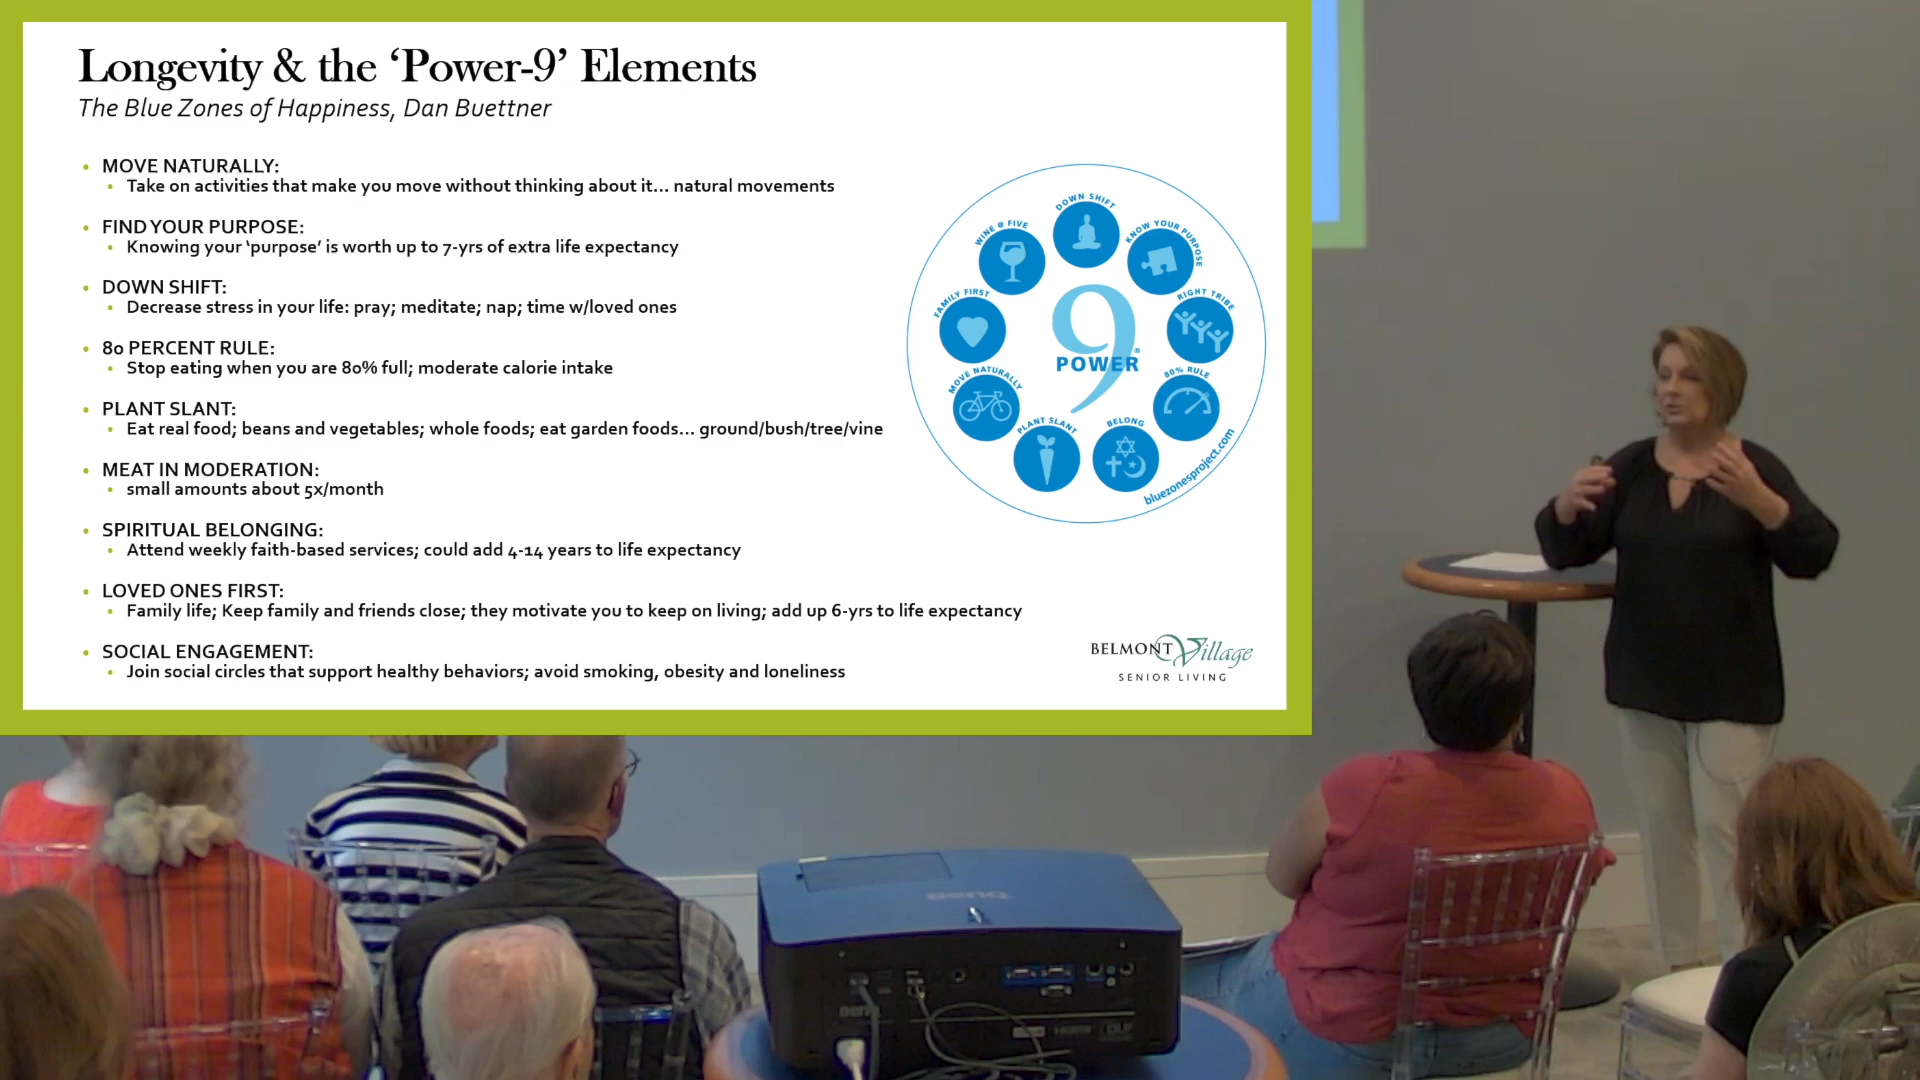 Longevity & the ‘Power-9’ Elements
The Blue Zones of Happiness, Dan Buettner
• MOVE NATURALLY:
• Take on activities that make you move without thinking about it... natural movements
• FIND YOUR PURPOSE:
• Knowing your ‘purpose’ is worth up to 7-yrs of extra life expectancy
• DOWN SHIFT:
• Decrease stress in your life: pray; meditate; nap; time w/loved ones
• 80 PERCENT RULE:
• Stop eating when you are 80% full; moderate calorie intake
• PLANT SLANT:
• Eat real food; beans and vegetables; whole foods; eat garden foods... ground/bush/tree/vine
• MEAT IN MODERATION:
• small amounts about 5x/month
• SPIRITUAL BELONGING:
• Attend weekly faith-based services; could add 4-14 years to life expectancy
• LOVED ONES FIRST:
• Family life; Keep family and friends close; they motivate you to keep on living; add up 6-yrs to life expectancy
• SOCIAL ENGAGEMENT:
• Join social circles that support healthy behaviors; avoid smoking, obesity and loneliness
DOWN SHIFT
KNOW YOUR PURPOSE
RIGHT TRIBE
80% RULE
BELONG
PLANT SLANT
MOVE NATURALLY
FAMILY FIRST
WINE @ FIVE
9
POWER®
bluezonesproject.com
BELMONT Village
SENIOR LIVING
BenQ